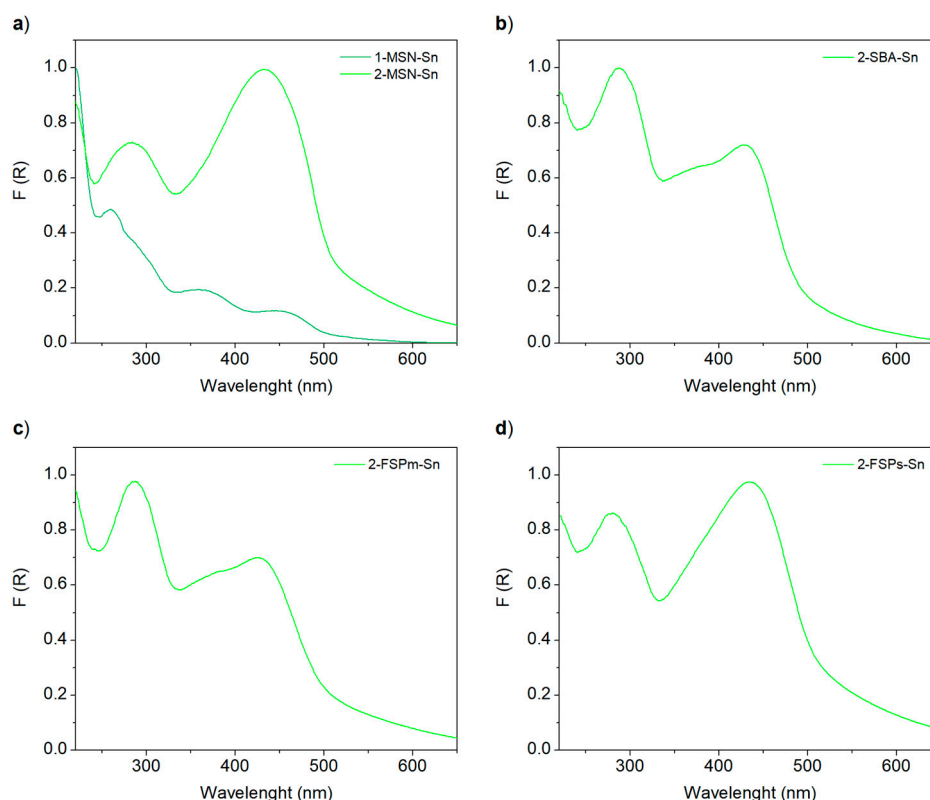 a)
1-MSN-Sn
2-MSN-Sn
F (R)
1.0
0.8
0.6
0.4
0.2
0.0
300 400 500 600
Wavelenght (nm)
b)
2-SBA-Sn
F (R)
1.0
0.8
0.6
0.4
0.2
0.0
300 400 500 600
Wavelenght (nm)
c)
2-FSPm-Sn
F (R)
1.0
0.8
0.6
0.4
0.2
0.0
300 400 500 600
Wavelenght (nm)
d)
2-FSPs-Sn
F (R)
1.0
0.8
0.6
0.4
0.2
0.0
300 400 500 600
Wavelenght (nm)